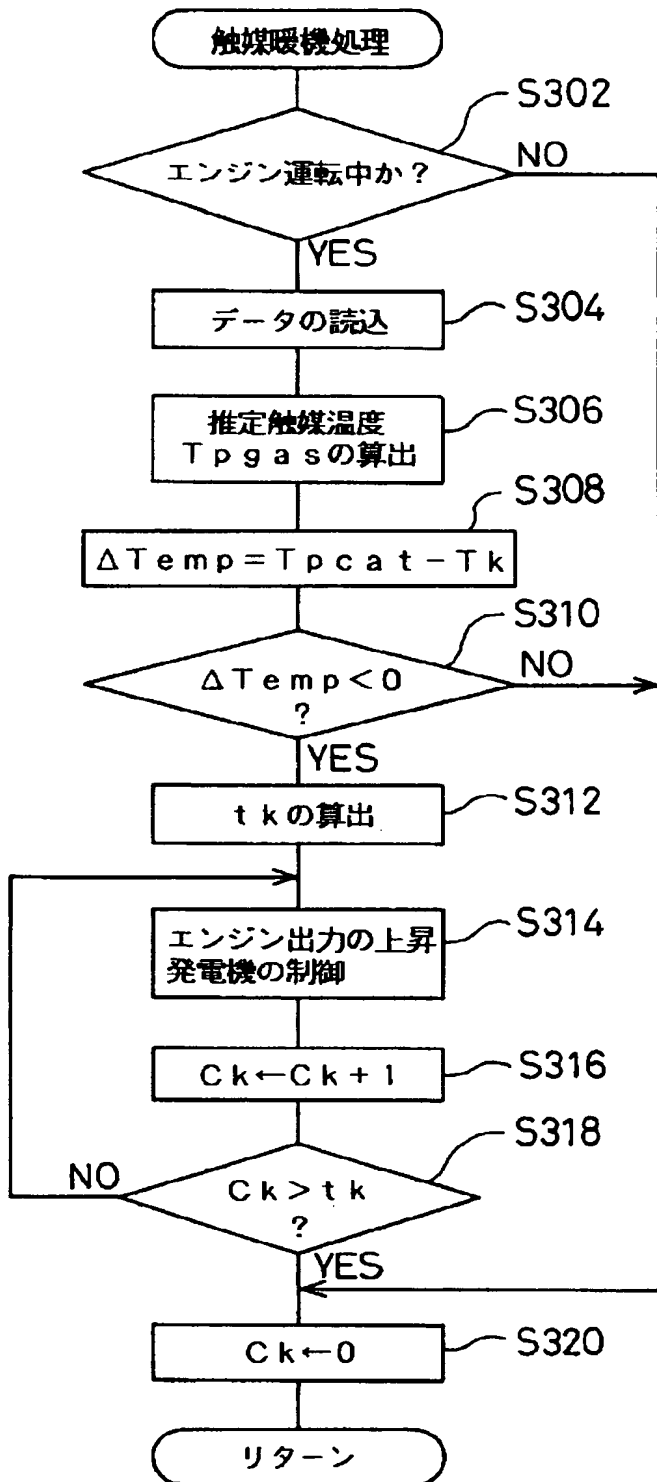 触媒暖機処理
S302
エンジン運転中か？
NO
YES
データの読込
S304
推定触媒温度
Ｔｐｇａｓの算出
S306
S308
ΔＴｅｍｐ＝Ｔｐｃａｔ－Ｔｋ
S310
ΔＴｅｍｐ＜０
？
NO
YES
ｔｋの算出
S312
エンジン出力の上昇
発電機の制御
S314
Ｃｋ←Ｃｋ＋１
S316
S318
NO
Ｃｋ＞ｔｋ
？
YES
Ｃｋ←０
S320
リターン